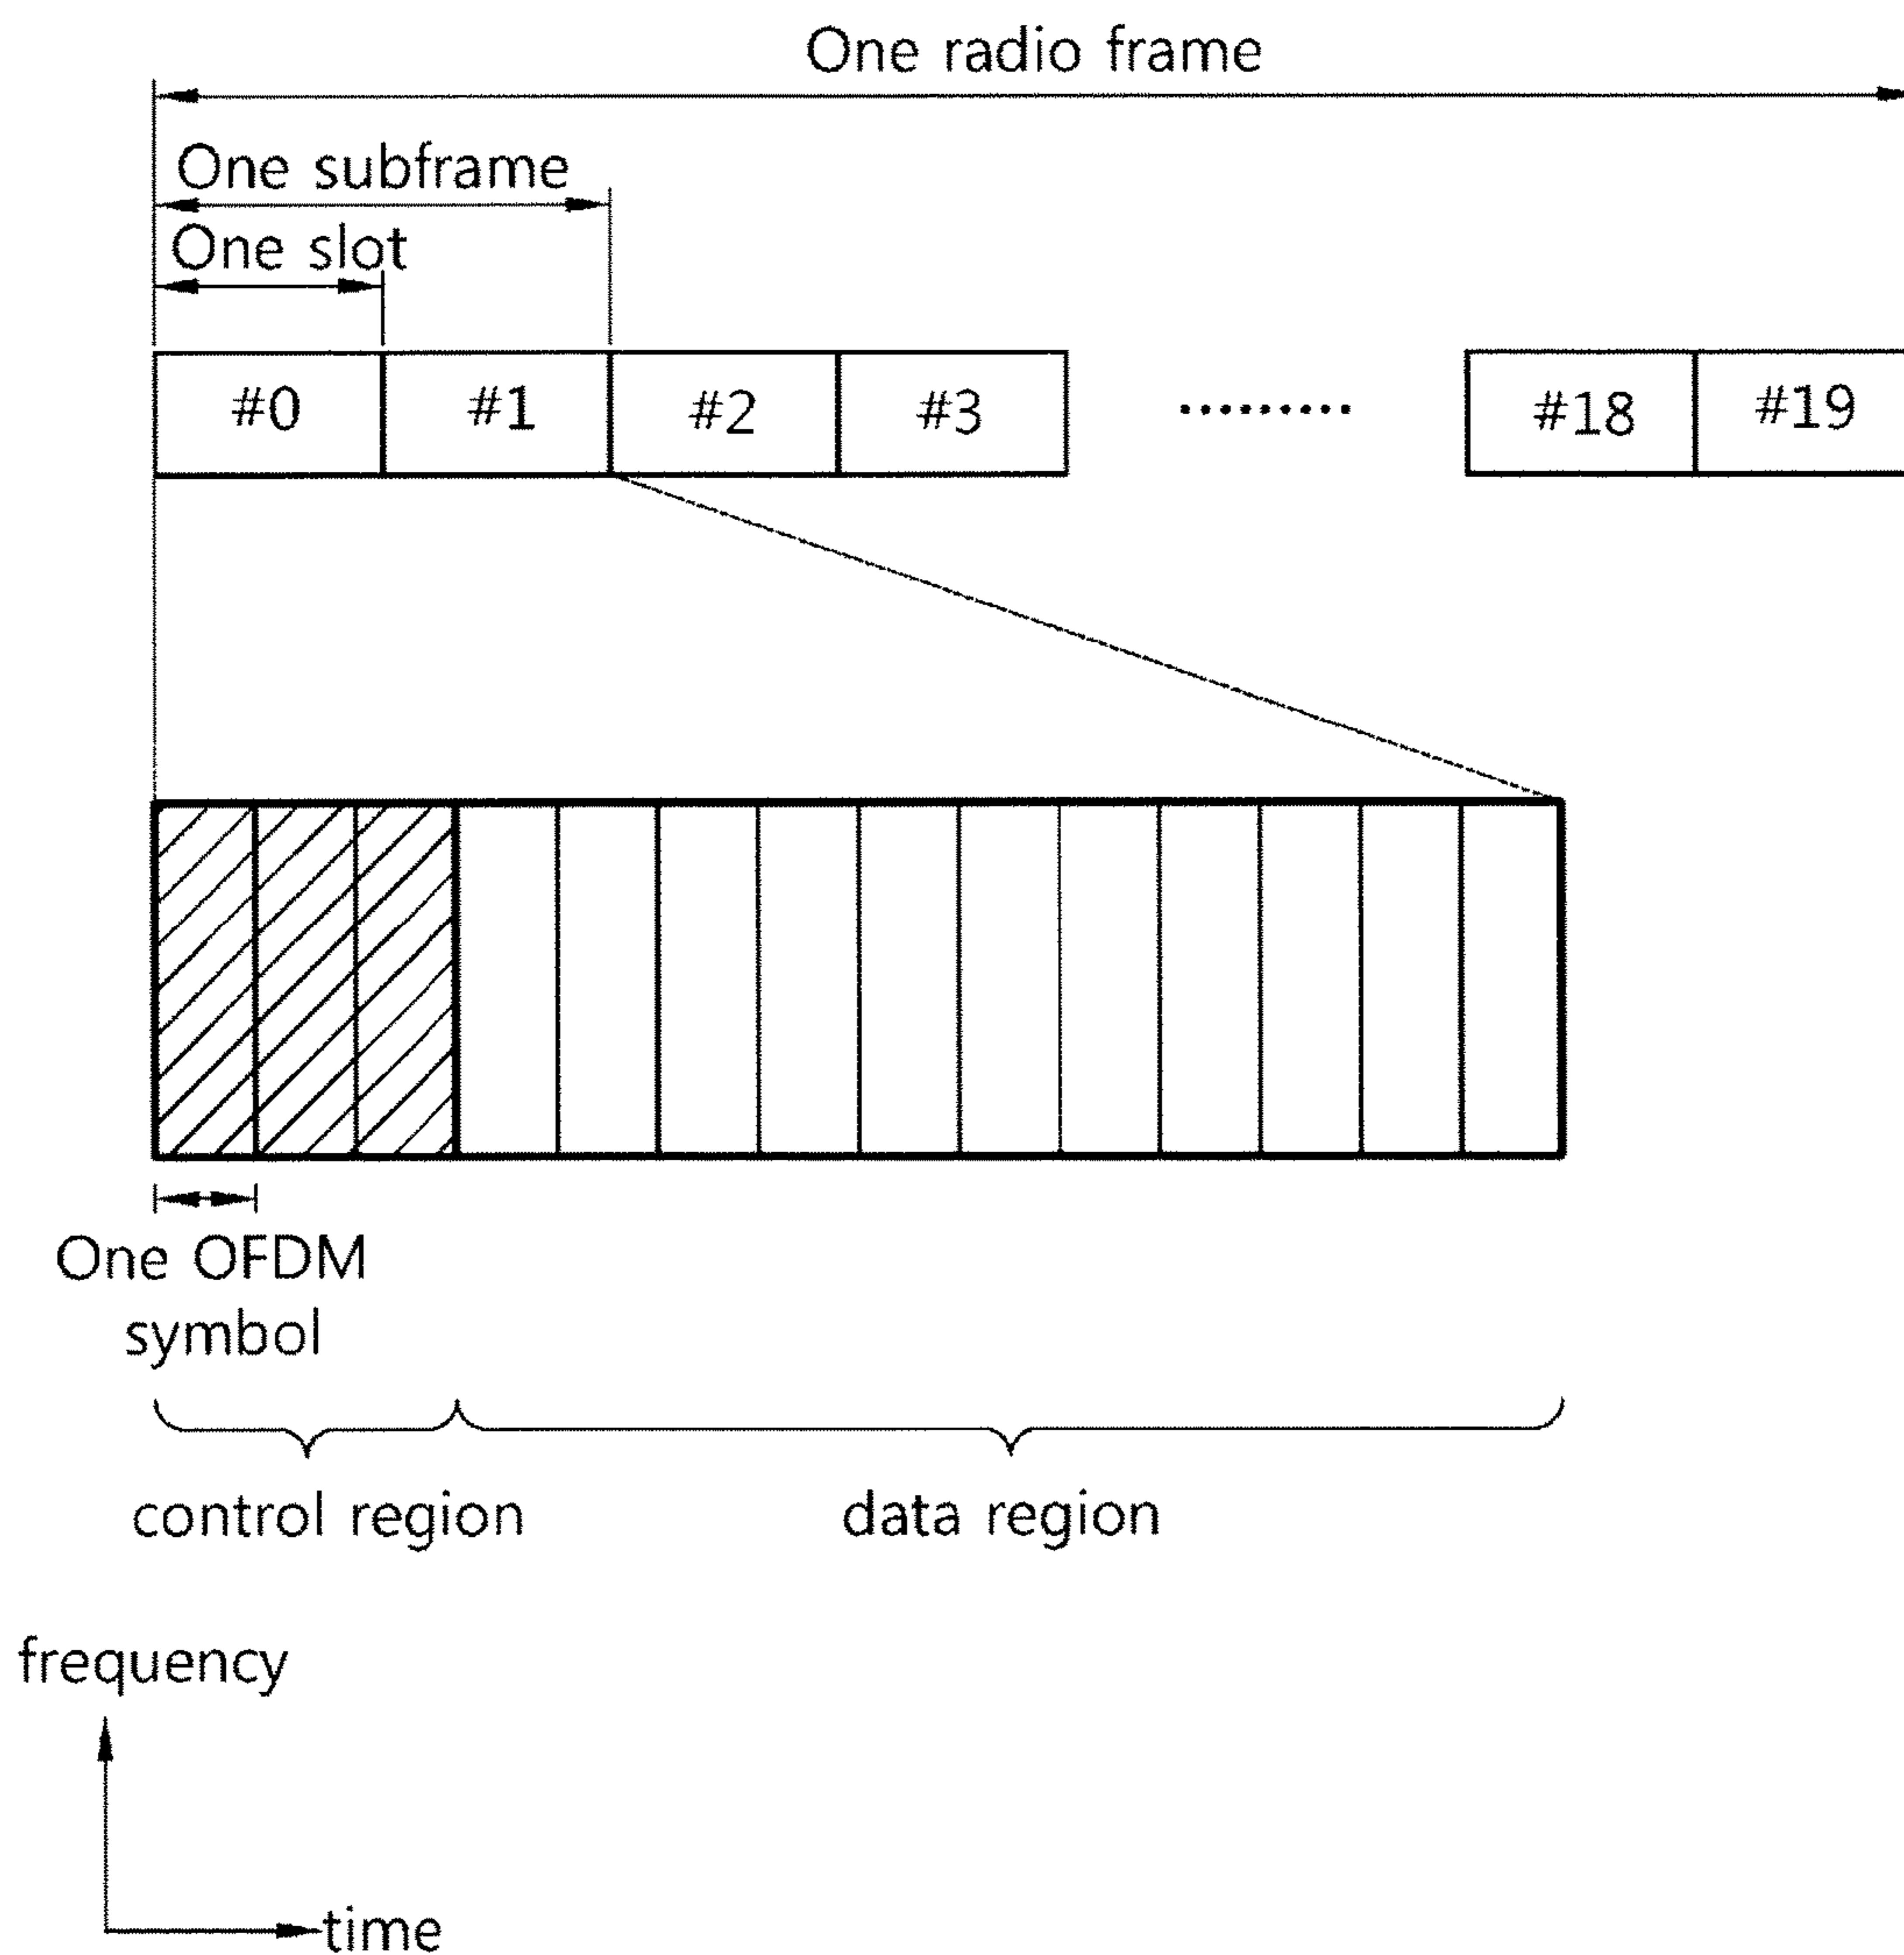 One radio frame
One subframe
One slot
#0 #1 #2 #3 ......... #18 #19
One OFDM
symbol
control region data region
frequency
time